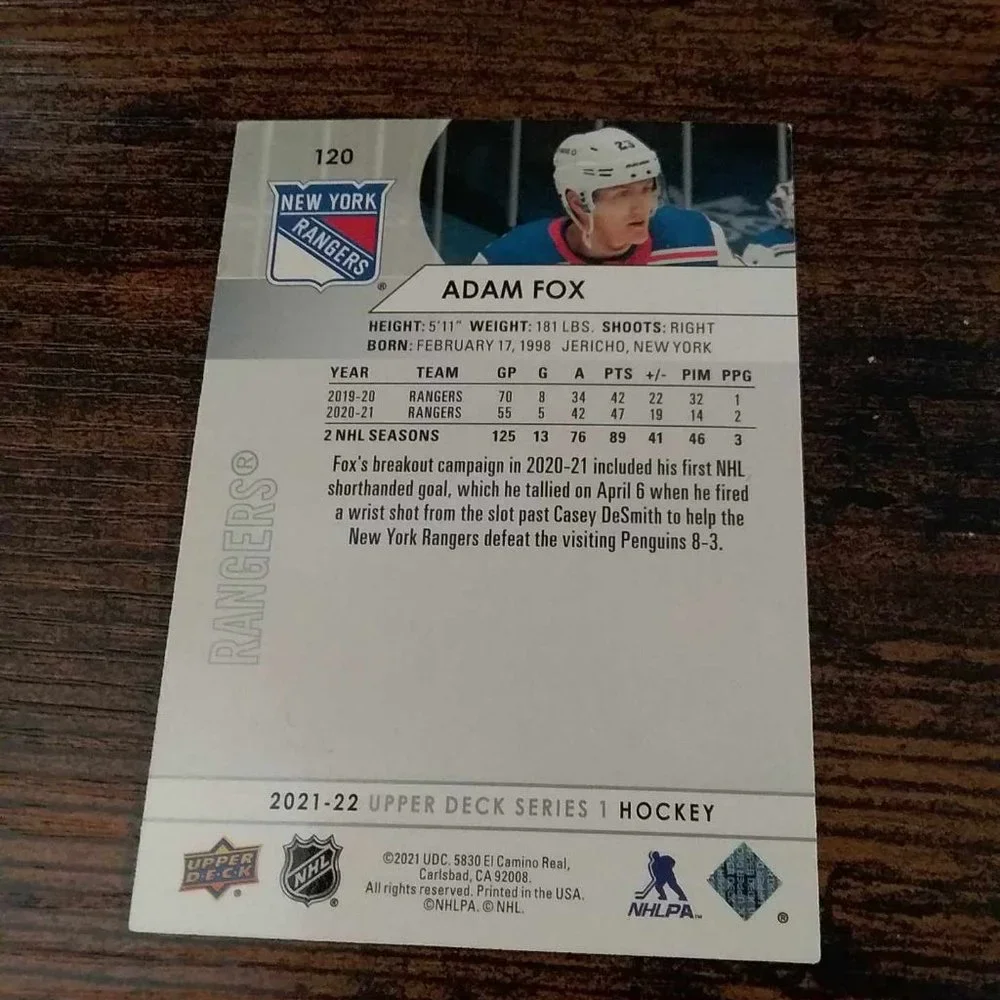 120
NEW YORK
RANGERS
®
23
ADAM FOX
HEIGHT: 5'11" WEIGHT: 181 LBS. SHOOTS: RIGHT
BORN: FEBRUARY 17, 1998 JERICHO, NEW YORK
YEAR TEAM GP G A PTS +/- PIM PPG
2019-20 RANGERS 70 8 34 42 22 32 1
2020-21 RANGERS 55 5 42 47 19 14 2
2 NHL SEASONS 125 13 76 89 41 46 3
Fox's breakout campaign in 2020-21 included his first NHL
shorthanded goal, which he tallied on April 6 when he fired
a wrist shot from the slot past Casey DeSmith to help the
New York Rangers defeat the visiting Penguins 8-3.
RANGERS®
2021-22 UPPER DECK SERIES 1 HOCKEY
UPPER
D·E·C·K
®
NHL
®
©2021 UDC. 5830 El Camino Real,
Carlsbad, CA 92008.
All rights reserved. Printed in the USA.
©NHLPA. © NHL.
NHLPA™
®